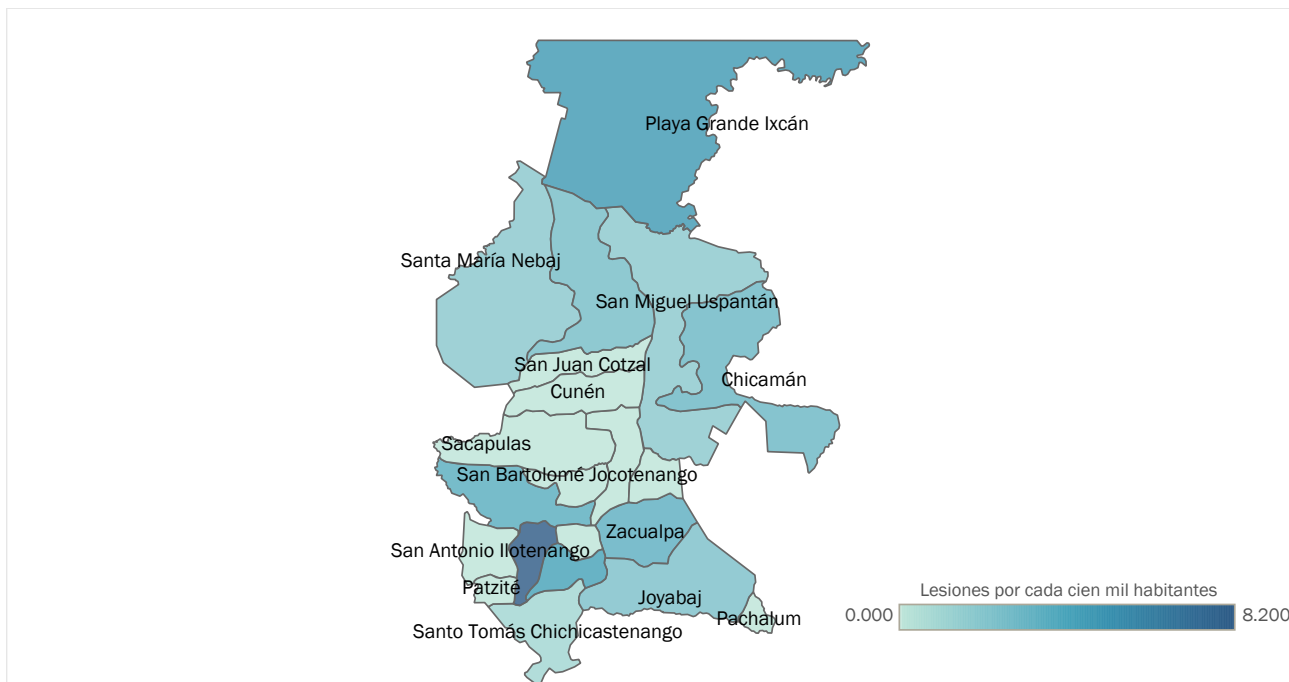 Playa Grande Ixcán
Santa María Nebaj
San Miguel Uspantán
San Juan Cotzal
Chicamán
Cunén
Sacapulas
San Bartolomé Jocotenango
Zacualpa
San Antonio Ilotenango
Patzité
Joyabaj
Pachalum
Santo Tomás Chichicastenango
Lesiones por cada cien mil habitantes
0.000 8.200